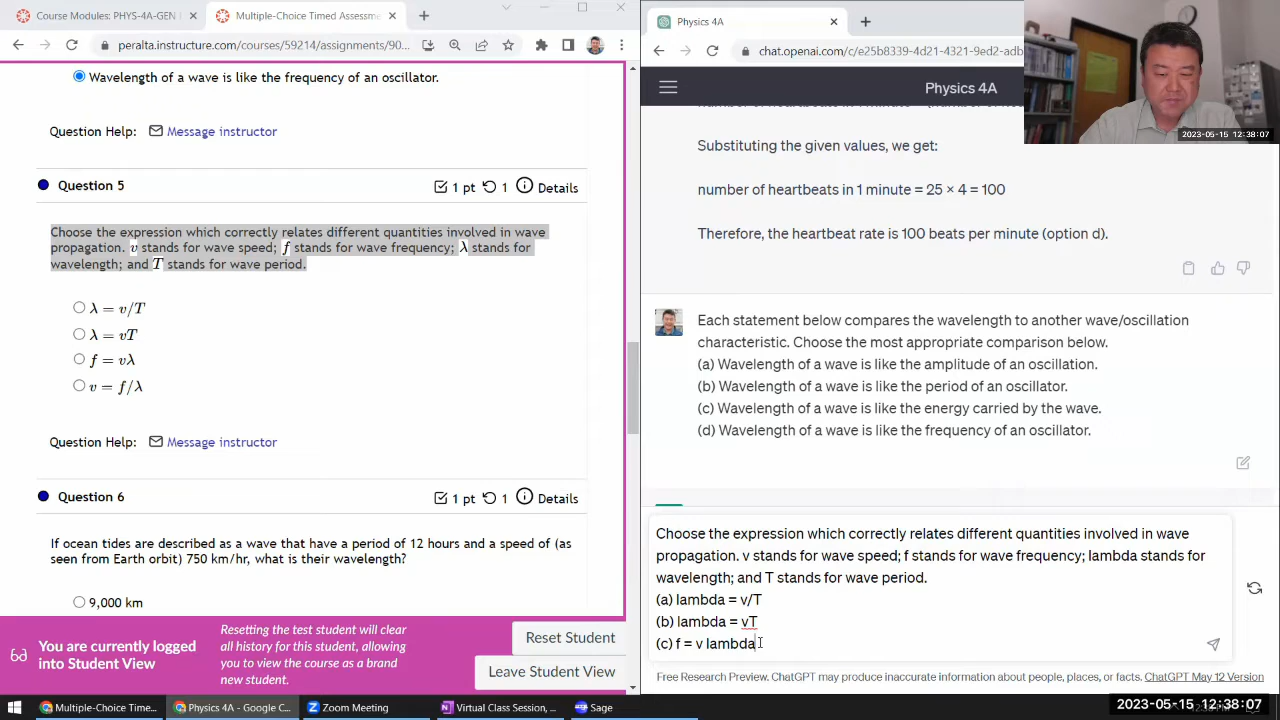 Course Modules: PHYS-4A-GEN
Multiple-Choice Timed Assessme
peralta.instructure.com/courses/59214/assignments/90...
Wavelength of a wave is like the frequency of an oscillator.
Question Help: Message instructor
Question 5
1 pt 1 Details
Choose the expression which correctly relates different quantities involved in wave
propagation. v stands for wave speed; f stands for wave frequency; λ stands for
wavelength; and T stands for wave period.
λ = v/T
λ = vT
f = vλ
v = f/λ
Question Help: Message instructor
Question 6
1 pt 1 Details
If ocean tides are described as a wave that have a period of 12 hours and a speed of (as
seen from Earth orbit) 750 km/hr, what is their wavelength?
9,000 km
You are currently logged
into Student View
Resetting the test student will clear
all history for this student, allowing
you to view the course as a brand
new student.
Reset Student
Leave Student View
Physics 4A
chat.openai.com/c/e25b8339-4d21-4321-9ed2-adb
Physics 4A
2023-05-15 12:38:07
Substituting the given values, we get:
number of heartbeats in 1 minute = 25 × 4 = 100
Therefore, the heartbeat rate is 100 beats per minute (option d).
Each statement below compares the wavelength to another wave/oscillation
characteristic. Choose the most appropriate comparison below.
(a) Wavelength of a wave is like the amplitude of an oscillation.
(b) Wavelength of a wave is like the period of an oscillator.
(c) Wavelength of a wave is like the energy carried by the wave.
(d) Wavelength of a wave is like the frequency of an oscillator.
Choose the expression which correctly relates different quantities involved in wave
propagation. v stands for wave speed; f stands for wave frequency; lambda stands for
wavelength; and T stands for wave period.
(a) lambda = v/T
(b) lambda = vT
(c) f = v lambda
Free Research Preview. ChatGPT may produce inaccurate information about people, places, or facts. ChatGPT May 12 Version
Multiple-Choice Time...
Physics 4A - Google C...
Zoom Meeting
Virtual Class Session, ...
Sage
2023-05-15 12:38:07